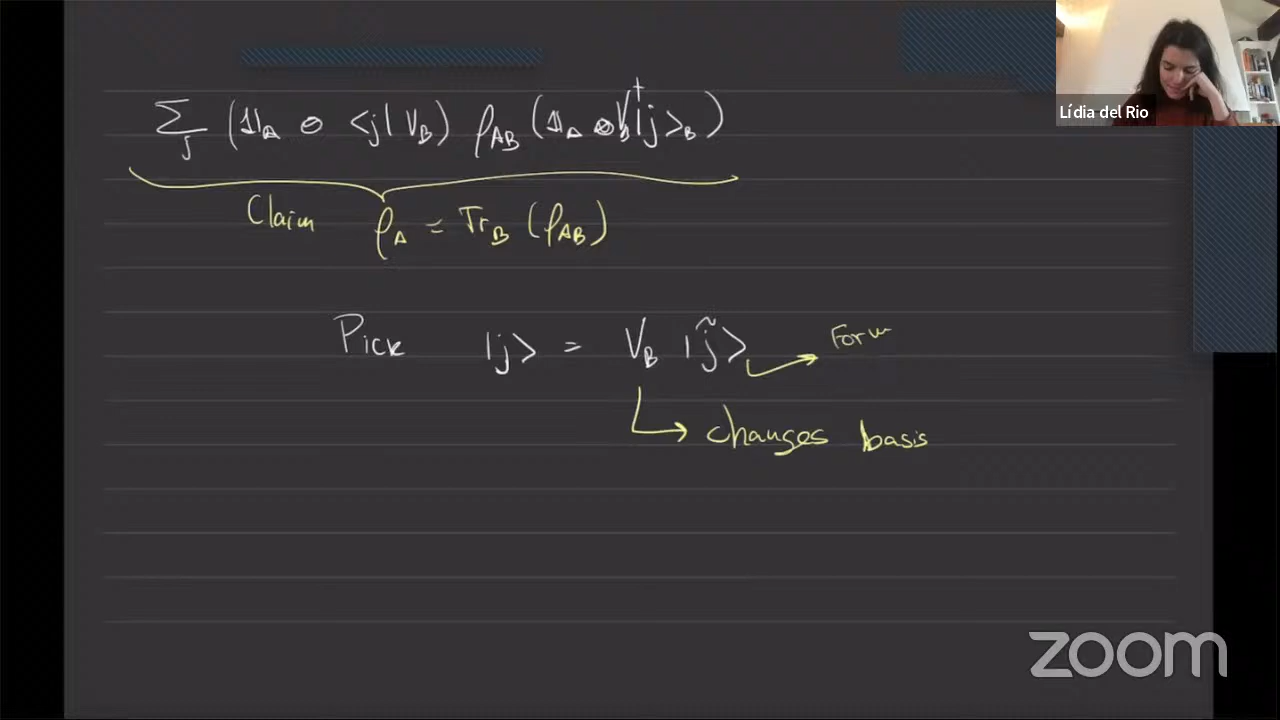 Lídia del Rio
Σ_j (𝟙_A ⊗ <j| V_B) ρ_AB (𝟙_A ⊗ V_B† |j>_B)
Claim ρ_A = Tr_B (ρ_AB)
Pick |j> = V_B |j̃> → Form
→ changes basis
zoom